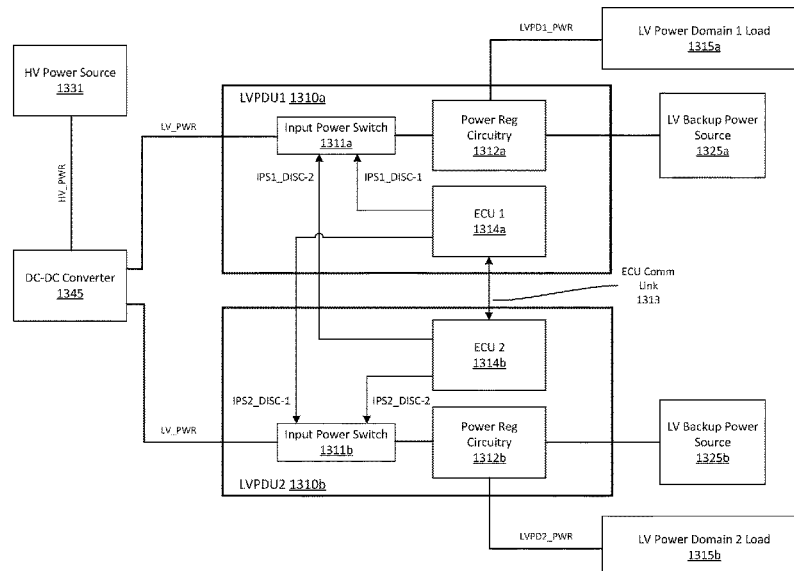 LVPD1_PWR
LV Power Domain 1 Load
1315a
HV Power Source
1331
HV_PWR
LV_PWR
LVPDU1 1310a
Input Power Switch
1311a
Power Reg
Circuitry
1312a
LV Backup Power
Source
1325a
IPS1_DISC-2
IPS1_DISC-1
ECU 1
1314a
DC-DC Converter
1345
ECU Comm
Link
1313
ECU 2
1314b
IPS2_DISC-1
IPS2_DISC-2
LV_PWR
Input Power Switch
1311b
Power Reg
Circuitry
1312b
LV Backup Power
Source
1325b
LVPDU2 1310b
LVPD2_PWR
LV Power Domain 2 Load
1315b